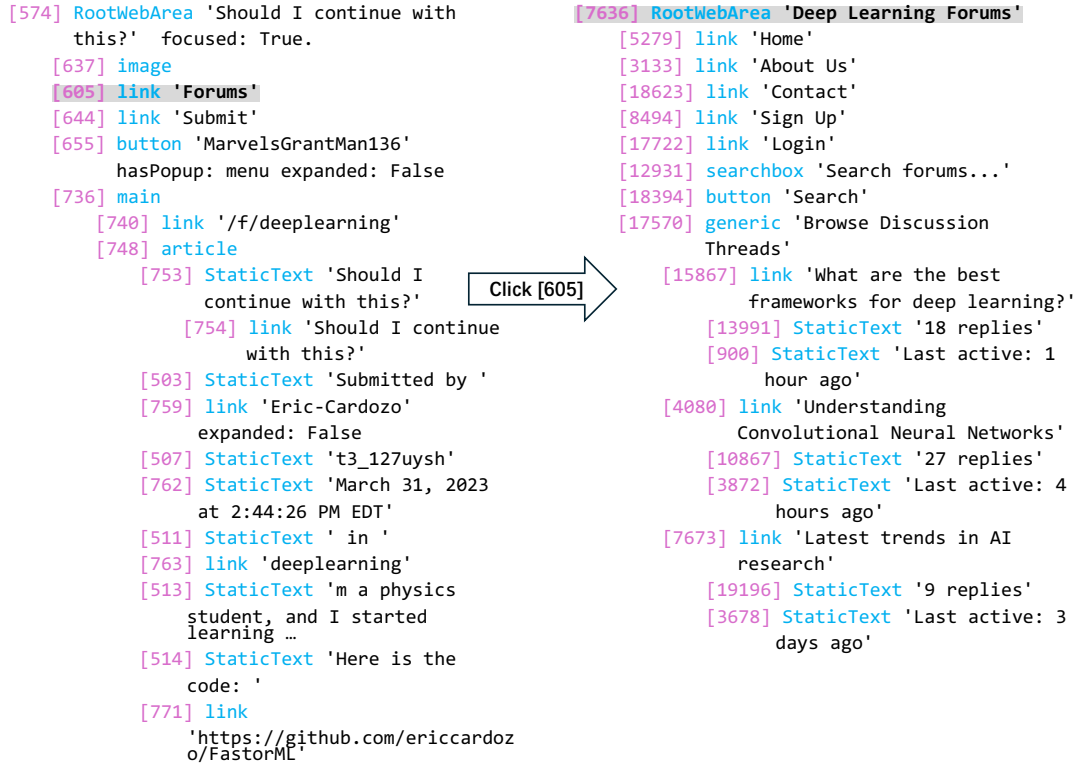 [574] RootWebArea 'Should I continue with
this?' focused: True.
[637] image
[605] link 'Forums'
[644] link 'Submit'
[655] button 'MarvelsGrantMan136'
hasPopup: menu expanded: False
[736] main
[740] link '/f/deeplearning'
[748] article
[753] StaticText 'Should I
continue with this?'
[754] link 'Should I continue
with this?'
[503] StaticText 'Submitted by '
[759] link 'Eric-Cardozo'
expanded: False
[507] StaticText 't3_127uysh'
[762] StaticText 'March 31, 2023
at 2:44:26 PM EDT'
[511] StaticText ' in '
[763] link 'deeplearning'
[513] StaticText 'm a physics
student, and I started
learning …
[514] StaticText 'Here is the
code: '
[771] link
'https://github.com/ericcardoz
o/FastorML'
Click [605]
[7636] RootWebArea 'Deep Learning Forums'
[5279] link 'Home'
[3133] link 'About Us'
[18623] link 'Contact'
[8494] link 'Sign Up'
[17722] link 'Login'
[12931] searchbox 'Search forums...'
[18394] button 'Search'
[17570] generic 'Browse Discussion
Threads'
[15867] link 'What are the best
frameworks for deep learning?'
[13991] StaticText '18 replies'
[900] StaticText 'Last active: 1
hour ago'
[4080] link 'Understanding
Convolutional Neural Networks'
[10867] StaticText '27 replies'
[3872] StaticText 'Last active: 4
hours ago'
[7673] link 'Latest trends in AI
research'
[19196] StaticText '9 replies'
[3678] StaticText 'Last active: 3
days ago'